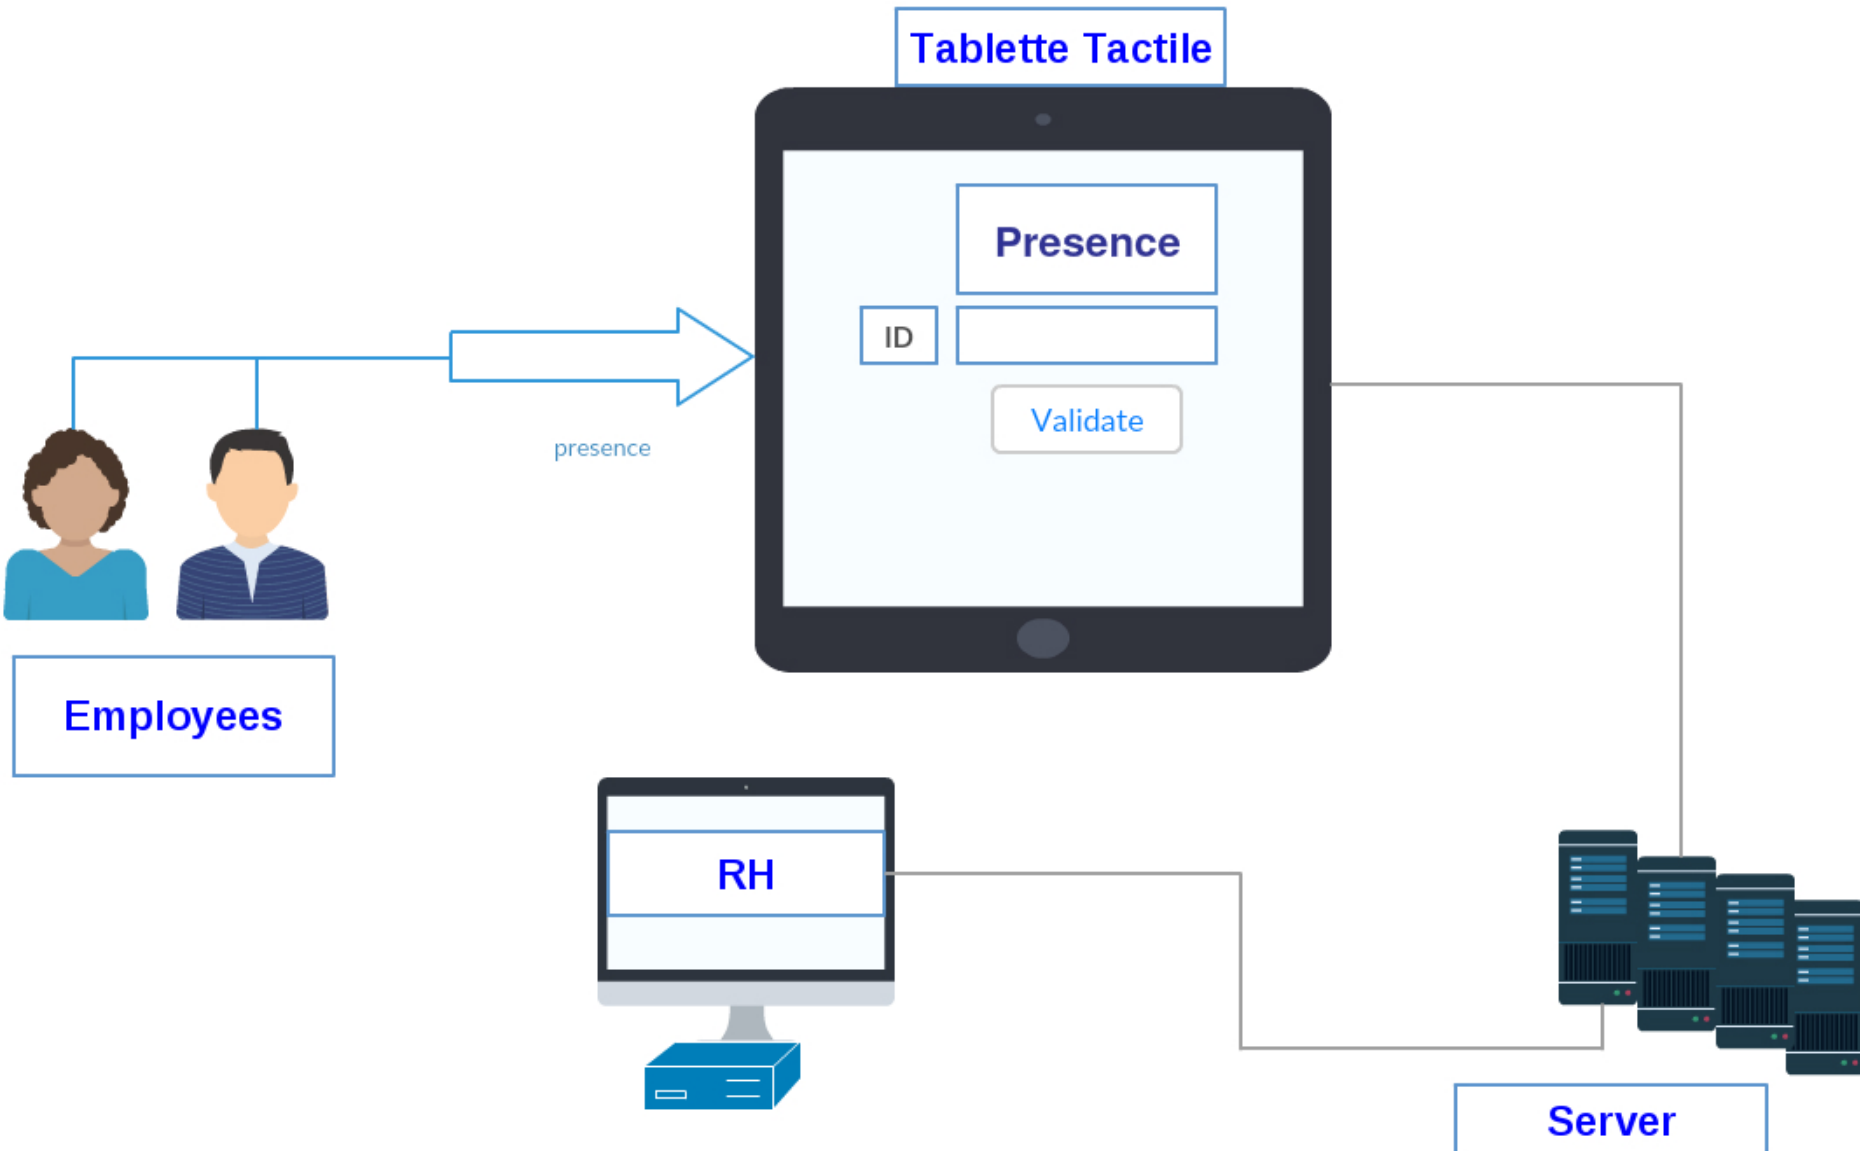 Tablette Tactile
Presence
ID
Validate
presence
Employees
RH
Server